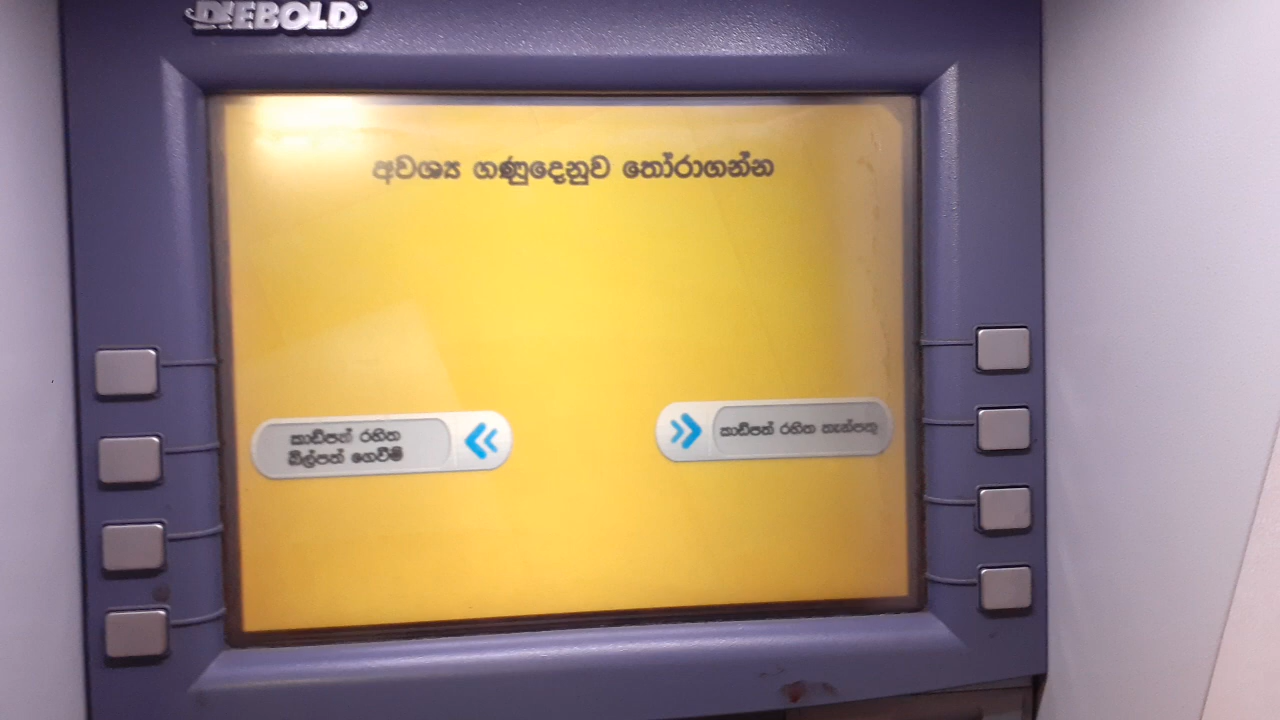 DIEBOLD
අවශ්‍ය ගණුදෙනුව තෝරාගන්න
කාඩ්පත් රහිත
බිල්පත් ගෙවීම්
කාඩ්පත් රහිත තැන්පතු